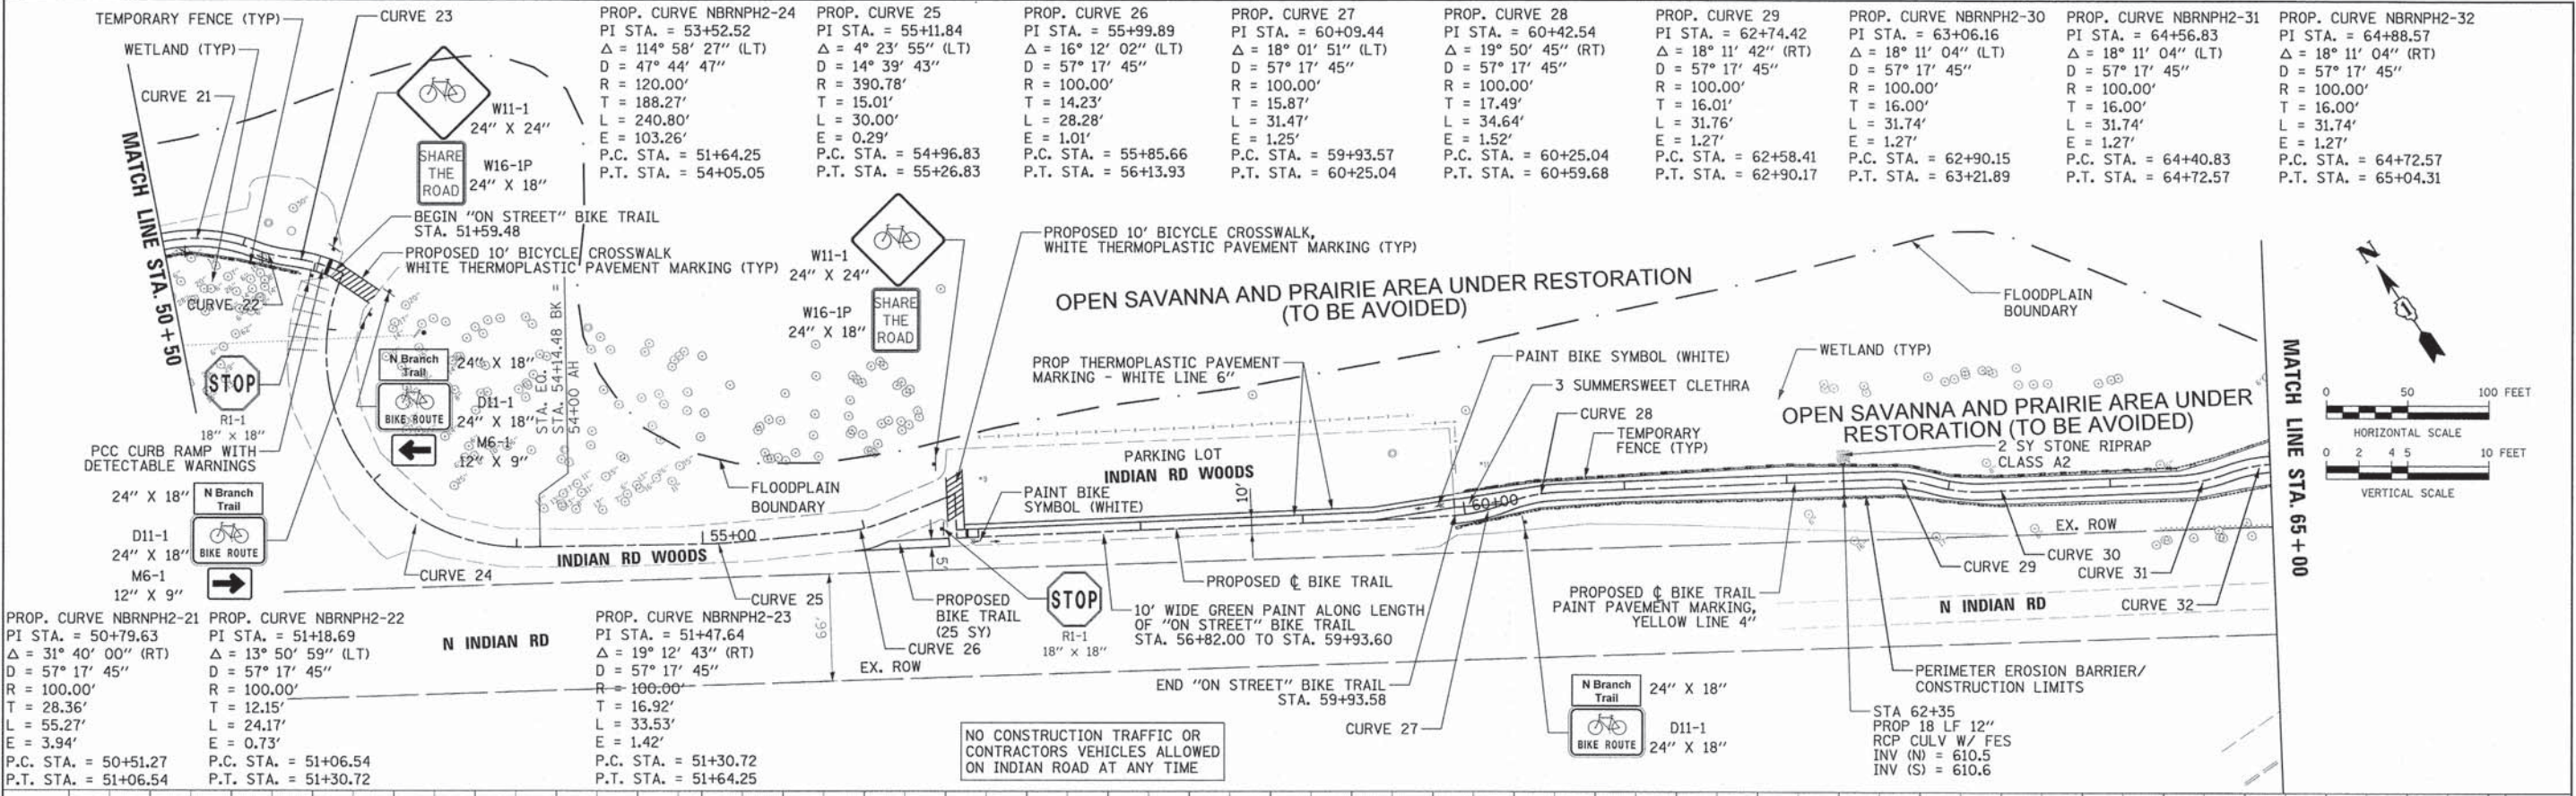 PROP. CURVE NBRNPH2-24
PI STA. = 53+52.52
Δ = 114° 58' 27" (LT)
D = 47° 44' 47"
R = 120.00'
T = 188.27'
L = 240.80'
E = 103.26'
P.C. STA. = 51+64.25
P.T. STA. = 54+05.05
PROP. CURVE 25
PI STA. = 55+11.84
Δ = 4° 23' 55" (LT)
D = 14° 39' 43"
R = 390.78'
T = 15.01'
L = 30.00'
E = 0.29'
P.C. STA. = 54+96.83
P.T. STA. = 55+26.83
PROP. CURVE 26
PI STA. = 55+99.89
Δ = 16° 12' 02" (LT)
D = 57° 17' 45"
R = 100.00'
T = 14.23'
L = 28.28'
E = 1.01'
P.C. STA. = 55+85.66
P.T. STA. = 56+13.93
PROP. CURVE 27
PI STA. = 60+09.44
Δ = 18° 01' 51" (LT)
D = 57° 17' 45"
R = 100.00'
T = 15.87'
L = 31.47'
E = 1.25'
P.C. STA. = 59+93.57
P.T. STA. = 60+25.04
PROP. CURVE 28
PI STA. = 60+42.54
Δ = 19° 50' 45" (RT)
D = 57° 17' 45"
R = 100.00'
T = 17.49'
L = 34.64'
E = 1.52'
P.C. STA. = 60+25.04
P.T. STA. = 60+59.68
PROP. CURVE 29
PI STA. = 62+74.42
Δ = 18° 11' 42" (RT)
D = 57° 17' 45"
R = 100.00'
T = 16.01'
L = 31.76'
E = 1.27'
P.C. STA. = 62+58.41
P.T. STA. = 62+90.17
PROP. CURVE NBRNPH2-30
PI STA. = 63+06.16
Δ = 18° 11' 04" (LT)
D = 57° 17' 45"
R = 100.00'
T = 16.00'
L = 31.74'
E = 1.27'
P.C. STA. = 62+90.15
P.T. STA. = 63+21.89
PROP. CURVE NBRNPH2-31
PI STA. = 64+56.83
Δ = 18° 11' 04" (LT)
D = 57° 17' 45"
R = 100.00'
T = 16.00'
L = 31.74'
E = 1.27'
P.C. STA. = 64+40.83
P.T. STA. = 64+72.57
PROP. CURVE NBRNPH2-32
PI STA. = 64+88.57
Δ = 18° 11' 04" (RT)
D = 57° 17' 45"
R = 100.00'
T = 16.00'
L = 31.74'
E = 1.27'
P.C. STA. = 64+72.57
P.T. STA. = 65+04.31
TEMPORARY FENCE (TYP)
CURVE 23
WETLAND (TYP)
CURVE 21
MATCH LINE STA. 50+50
W11-1
24" X 24"
SHARE
THE
ROAD
W16-1P
24" X 18"
BEGIN "ON STREET" BIKE TRAIL
STA. 51+59.48
PROPOSED 10' BICYCLE CROSSWALK
WHITE THERMOPLASTIC PAVEMENT MARKING (TYP)
CURVE 22
STOP
R1-1
18" X 18"
PCC CURB RAMP WITH
DETECTABLE WARNINGS
N Branch
Trail
24" X 18"
BIKE ROUTE
D11-1
24" X 18"
M6-1
12" X 9"
STA. EQ.
STA. 54+14.48 BK =
54+00 AH
24" X 18"
N Branch
Trail
D11-1
24" X 18"
BIKE ROUTE
M6-1
12" X 9"
CURVE 24
W11-1
24" X 24"
W16-1P
24" X 18"
SHARE
THE
ROAD
PROPOSED 10' BICYCLE CROSSWALK,
WHITE THERMOPLASTIC PAVEMENT MARKING (TYP)
OPEN SAVANNA AND PRAIRIE AREA UNDER RESTORATION
(TO BE AVOIDED)
FLOODPLAIN
BOUNDARY
PROP THERMOPLASTIC PAVEMENT
MARKING - WHITE LINE 6"
PAINT BIKE SYMBOL (WHITE)
3 SUMMERSWEET CLETHRA
CURVE 28
TEMPORARY
FENCE (TYP)
WETLAND (TYP)
OPEN SAVANNA AND PRAIRIE AREA UNDER
RESTORATION (TO BE AVOIDED)
2 SY STONE RIPRAP
CLASS A2
MATCH LINE STA. 65+00
N
0 50 100 FEET
HORIZONTAL SCALE
0 2 4 5 10 FEET
VERTICAL SCALE
FLOODPLAIN
BOUNDARY
PARKING LOT
INDIAN RD WOODS
10'
PAINT BIKE
SYMBOL (WHITE)
60+00
55+00
INDIAN RD WOODS
5'
66'
EX. ROW
CURVE 25
PROPOSED
BIKE TRAIL
(25 SY)
CURVE 26
STOP
R1-1
18" X 18"
PROPOSED ℄ BIKE TRAIL
10' WIDE GREEN PAINT ALONG LENGTH
OF "ON STREET" BIKE TRAIL
STA. 56+82.00 TO STA. 59+93.60
PROPOSED ℄ BIKE TRAIL
PAINT PAVEMENT MARKING,
YELLOW LINE 4"
CURVE 29
CURVE 30
CURVE 31
CURVE 32
N INDIAN RD
N INDIAN RD
EX. ROW
END "ON STREET" BIKE TRAIL
STA. 59+93.58
CURVE 27
N Branch
Trail
24" X 18"
BIKE ROUTE
D11-1
24" X 18"
PERIMETER EROSION BARRIER/
CONSTRUCTION LIMITS
STA 62+35
PROP 18 LF 12"
RCP CULV W/ FES
INV (N) = 610.5
INV (S) = 610.6
NO CONSTRUCTION TRAFFIC OR
CONTRACTORS VEHICLES ALLOWED
ON INDIAN ROAD AT ANY TIME
PROP. CURVE NBRNPH2-21
PI STA. = 50+79.63
Δ = 31° 40' 00" (RT)
D = 57° 17' 45"
R = 100.00'
T = 28.36'
L = 55.27'
E = 3.94'
P.C. STA. = 50+51.27
P.T. STA. = 51+06.54
PROP. CURVE NBRNPH2-22
PI STA. = 51+18.69
Δ = 13° 50' 59" (LT)
D = 57° 17' 45"
R = 100.00'
T = 12.15'
L = 24.17'
E = 0.73'
P.C. STA. = 51+06.54
P.T. STA. = 51+30.72
PROP. CURVE NBRNPH2-23
PI STA. = 51+47.64
Δ = 19° 12' 43" (RT)
D = 57° 17' 45"
R = 100.00'
T = 16.92'
L = 33.53'
E = 1.42'
P.C. STA. = 51+30.72
P.T. STA. = 51+64.25